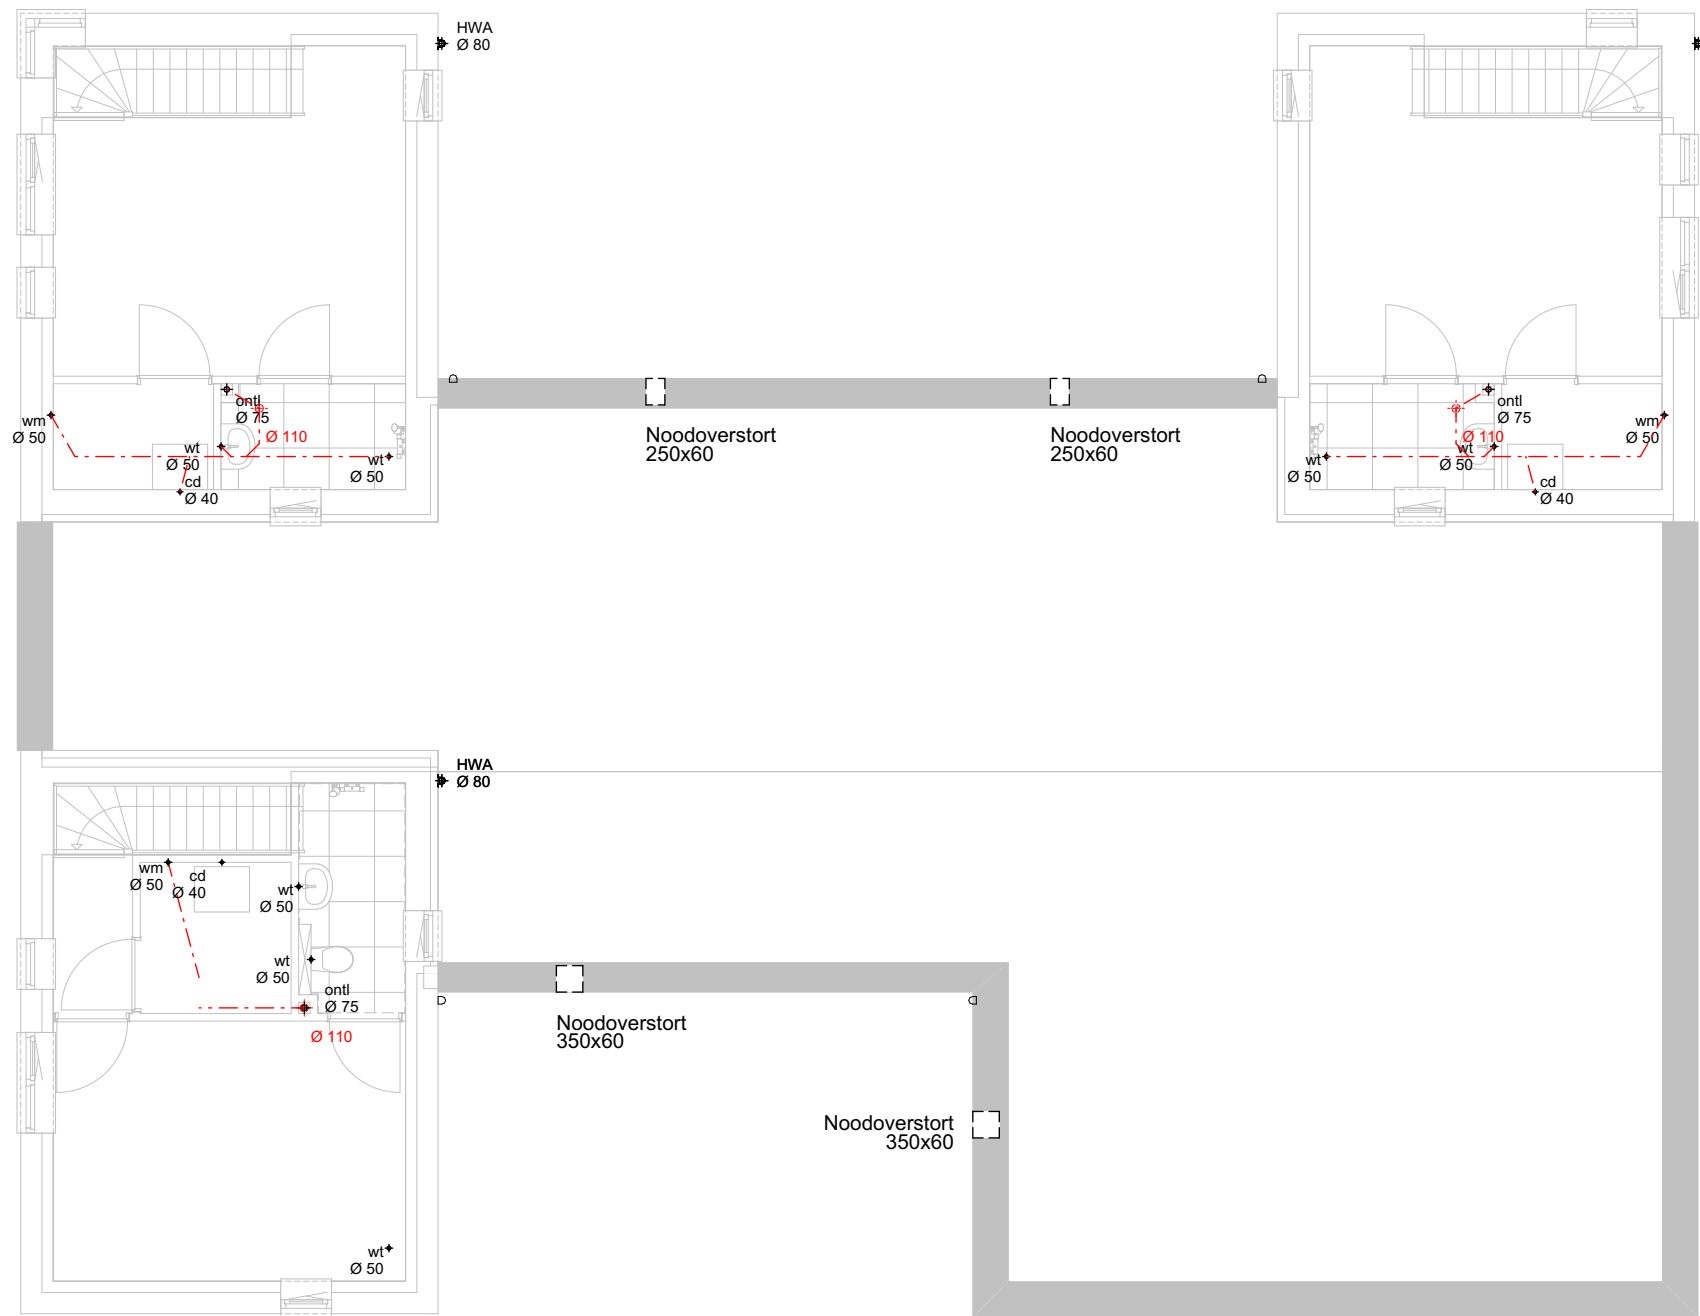 HWA
Ø 80
ontl
Ø 75
wm
Ø 50
Ø 110
wt
Ø 50
wt
Ø 50
cd
Ø 40
Noodoverstort
250x60
Noodoverstort
250x60
ontl
Ø 75
wm
Ø 50
Ø 110
wt
Ø 50
wt
Ø 50
cd
Ø 40
HWA
Ø 80
wm
Ø 50
cd
Ø 40
wt
Ø 50
wt
Ø 50
ontl
Ø 75
Ø 110
Noodoverstort
350x60
Noodoverstort
350x60
wt
Ø 50